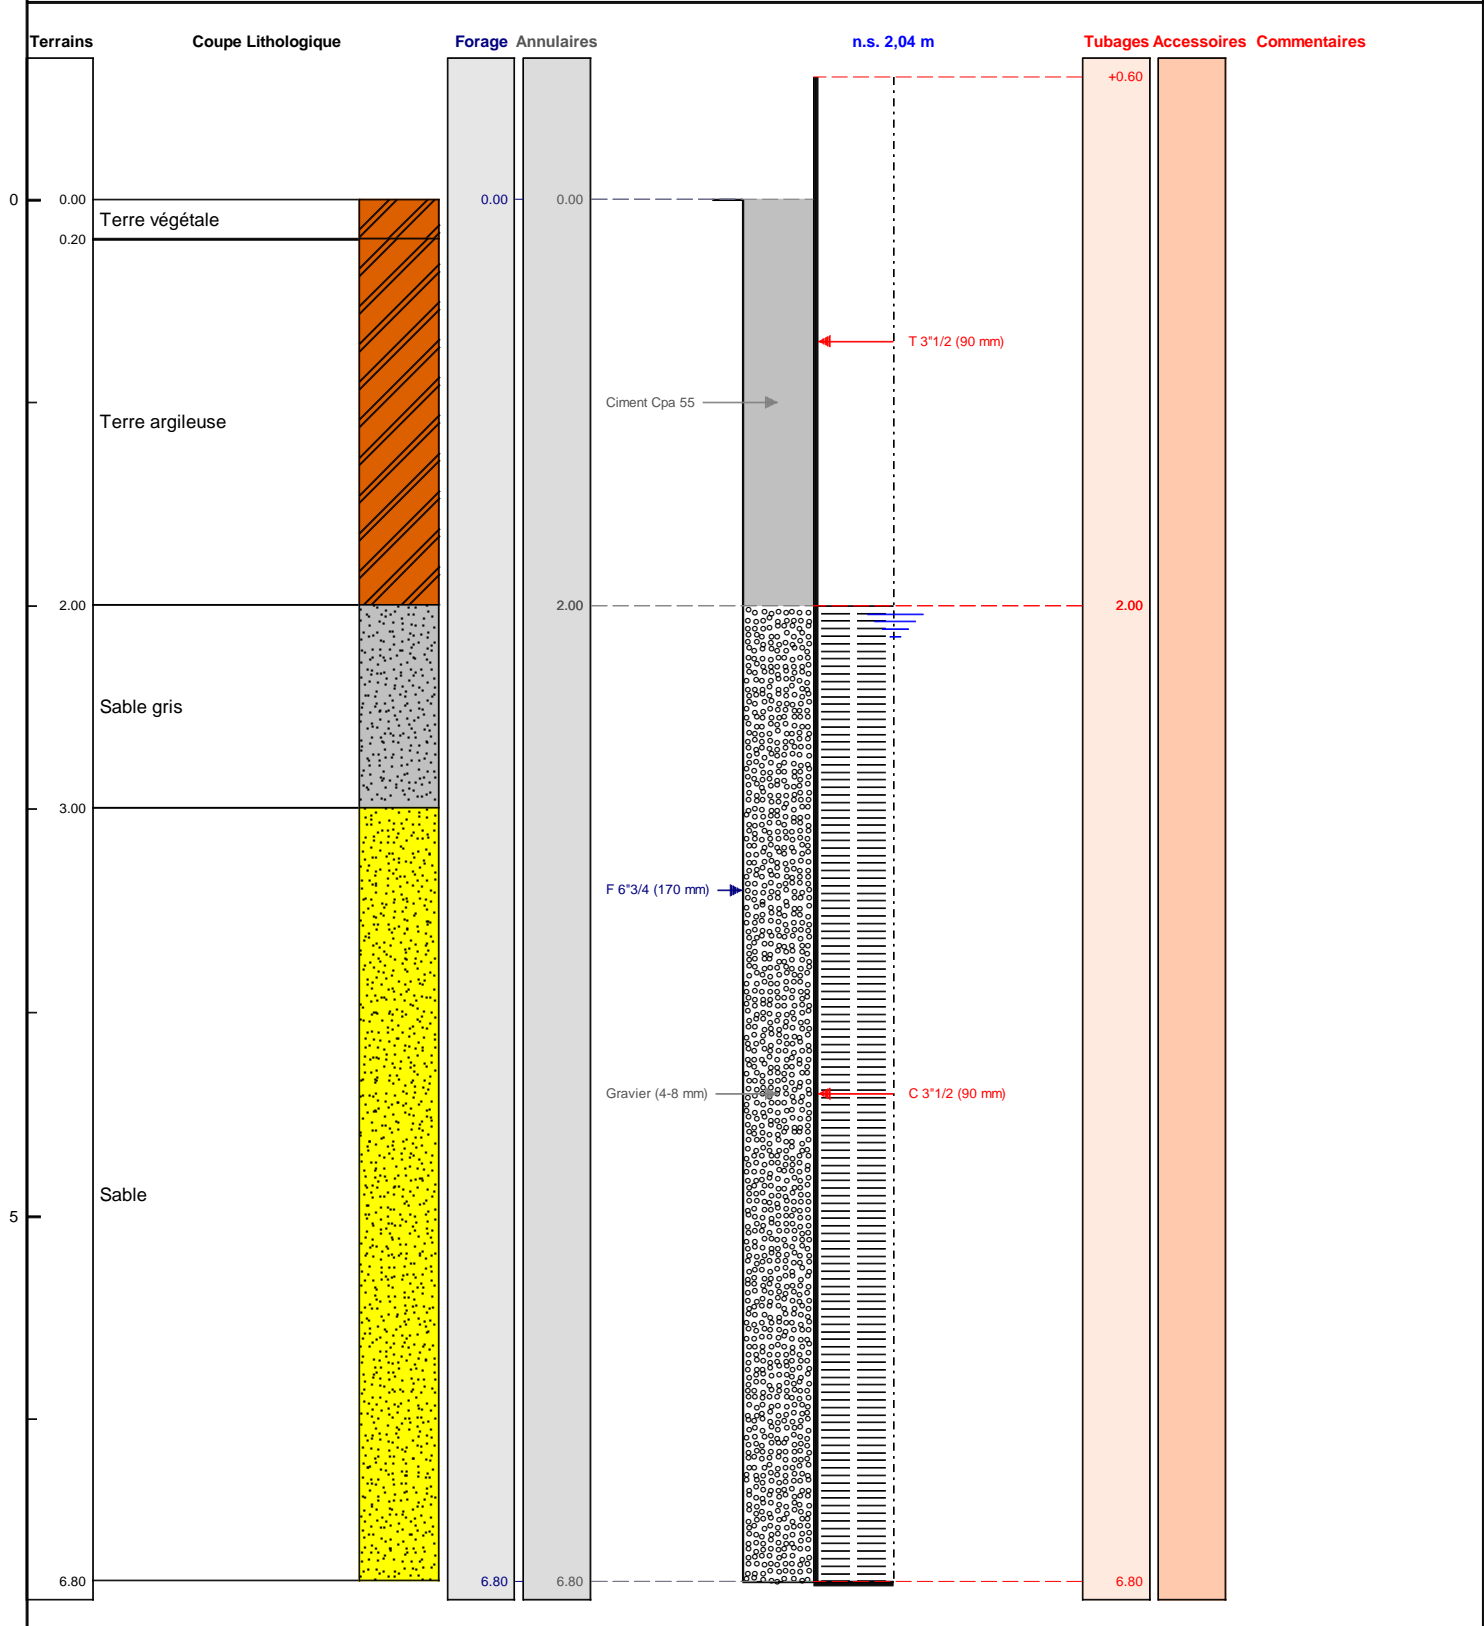 Terrains Coupe Lithologique Forage Annulaires n.s. 2,04 m Tubages Accessoires Commentaires
+0.60
0 0.00 0.00 0.00
Terre végétale
0.20
T 3"1/2 (90 mm)
Ciment Cpa 55
Terre argileuse
2.00 2.00 2.00
Sable gris
3.00
F 6"3/4 (170 mm)
Gravier (4-8 mm) C 3"1/2 (90 mm)
Sable
5
6.80 6.80 6.80 6.80